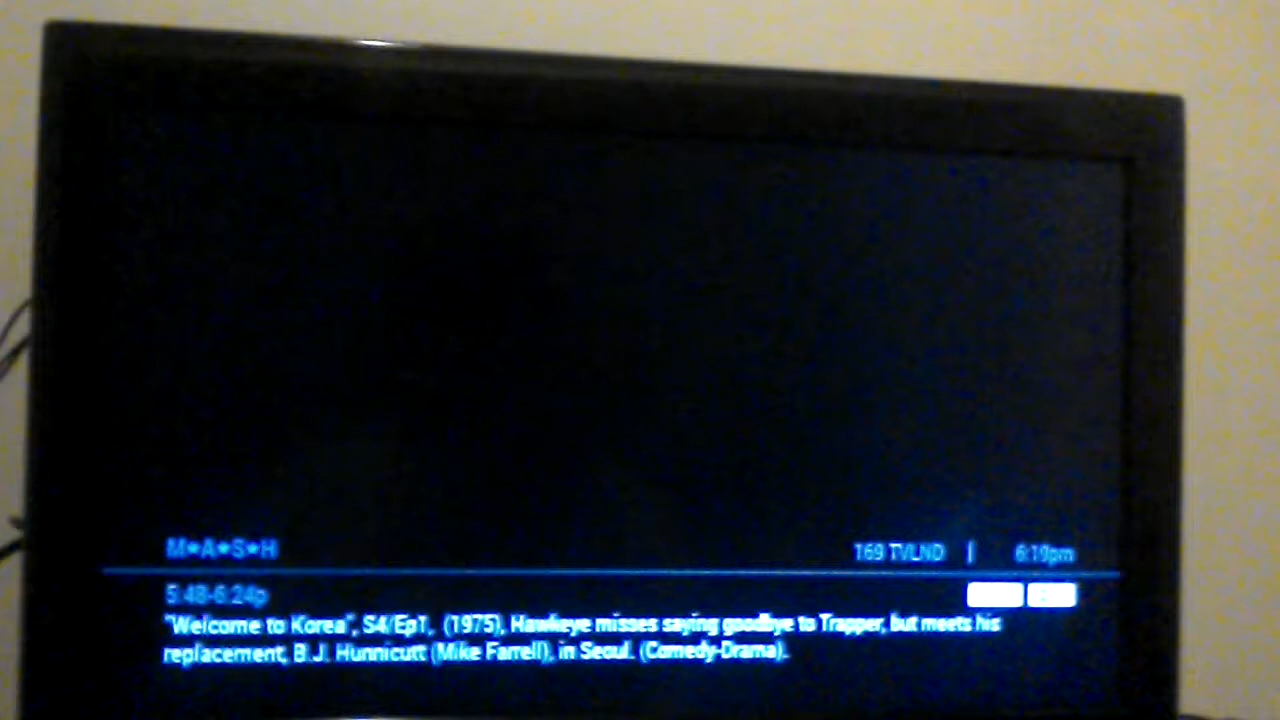 M★A★S★H 169 TVLND | 6:19pm
5:48-6:24p
"Welcome to Korea", S4/Ep1, (1975), Hawkeye misses saying goodbye to Trapper, but meets his
replacement, B.J. Hunnicutt (Mike Farrell), in Seoul. (Comedy-Drama).